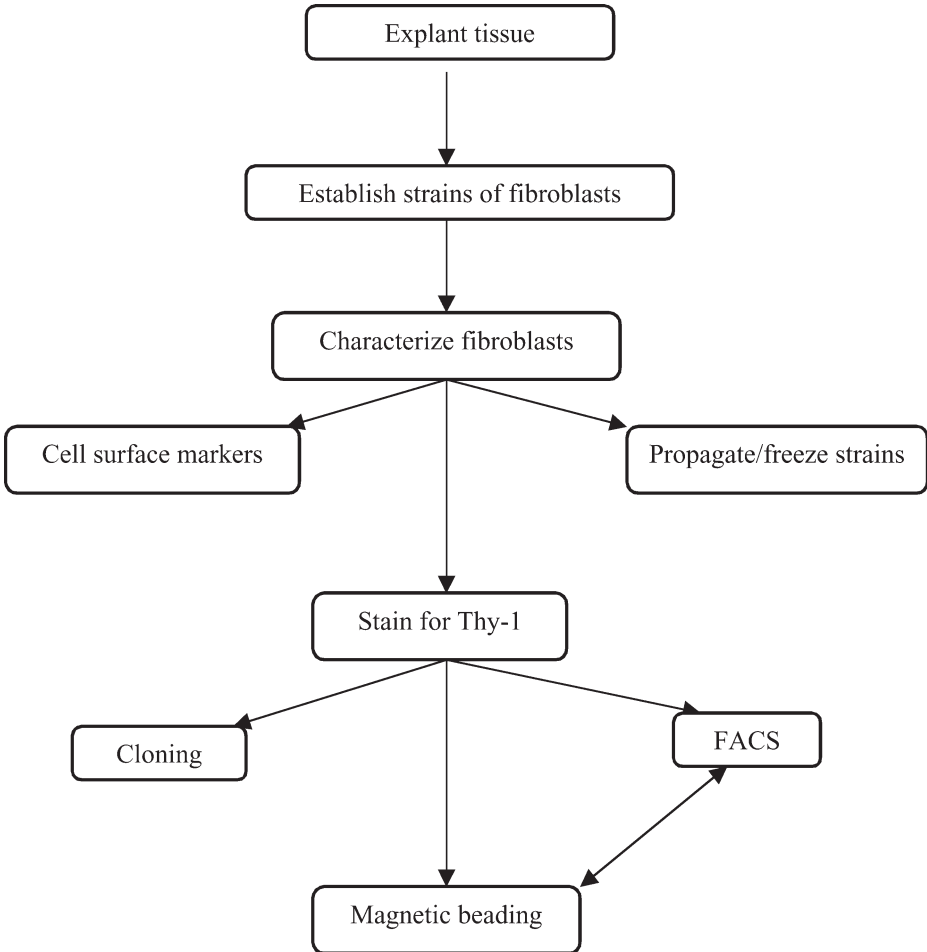 Explant tissue
Establish strains of fibroblasts
Characterize fibroblasts
Cell surface markers
Propagate/freeze strains
Stain for Thy-1
Cloning
FACS
Magnetic beading